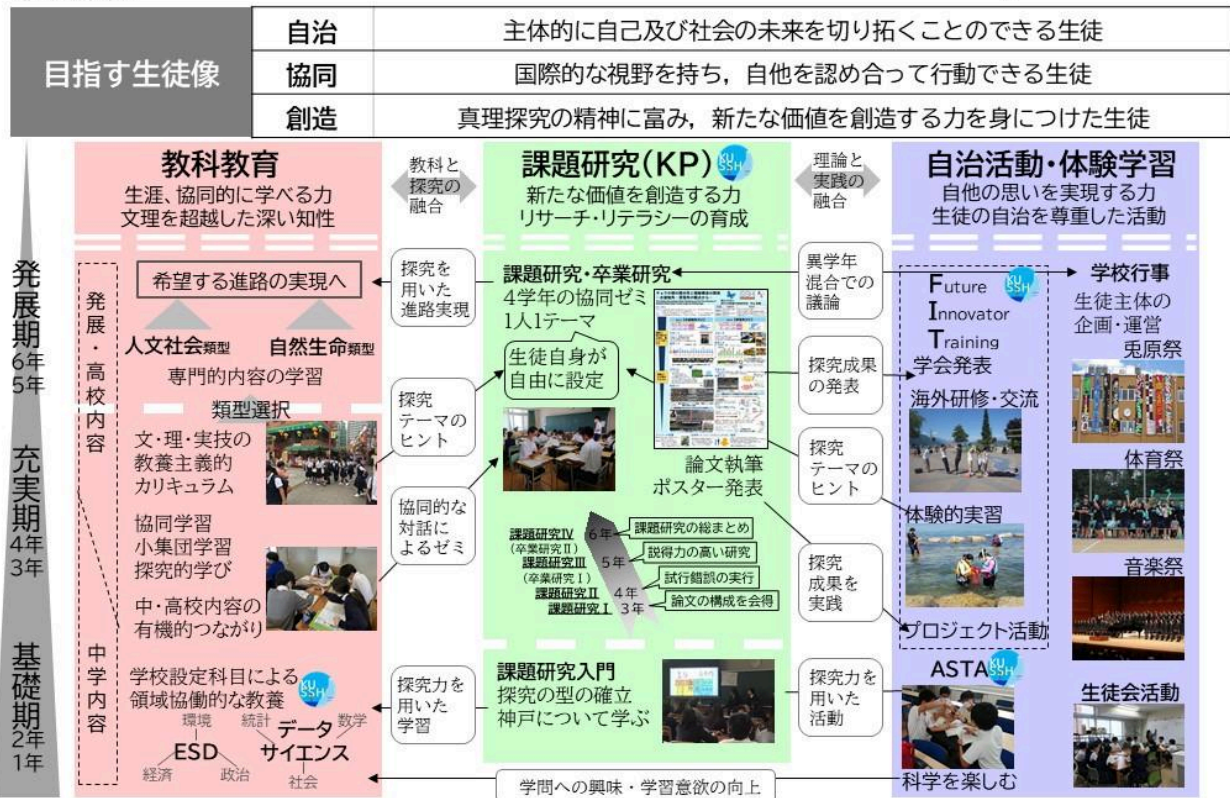 目指す生徒像
自治
主体的に自己及び社会の未来を切り拓くことのできる生徒
協同
国際的な視野を持ち，自他を認め合って行動できる生徒
創造
真理探究の精神に富み，新たな価値を創造する力を身につけた生徒
発展期
6年
5年
充実期
4年
3年
基礎期
2年
1年
教科教育
生涯、協同的に学べる力
文理を超越した深い知性
発展・高校内容
中学内容
希望する進路の実現へ
人文社会類型
自然生命類型
専門的内容の学習
類型選択
文・理・実技の
教養主義的
カリキュラム
協同学習
小集団学習
探究的学び
中・高校内容の
有機的つながり
学校設定科目による
領域協働的な教養
KU
SSH
環境
ESD
経済
政治
統計
データ
数学
サイエンス
社会
教科と
探究の
融合
探究を
用いた
進路実現
探究
テーマの
ヒント
協同的な
対話に
よるゼミ
探究力を
用いた
学習
課題研究(KP)
KU
SSH
新たな価値を創造する力
リサーチ・リテラシーの育成
課題研究・卒業研究
4学年の協同ゼミ
1人1テーマ
生徒自身が
自由に設定
論文執筆
ポスター発表
課題研究Ⅳ
(卒業研究Ⅱ)
6年
課題研究の総まとめ
課題研究Ⅲ
(卒業研究Ⅰ)
5年
説得力の高い研究
課題研究Ⅱ
4年
試行錯誤の実行
課題研究Ⅰ
3年
論文の構成を会得
課題研究入門
探究の型の確立
神戸について学ぶ
理論と
実践の
融合
異学年
混合での
議論
探究成果
の発表
探究
テーマの
ヒント
探究
成果を
実践
探究力を
用いた
活動
自治活動・体験学習
自他の思いを実現する力
生徒の自治を尊重した活動
Future
Innovator
Training
KU
SSH
学会発表
海外研修・交流
体験的実習
プロジェクト活動
ASTA
KU
SSH
科学を楽しむ
学校行事
生徒主体の
企画・運営
兎原祭
体育祭
音楽祭
生徒会活動
学問への興味・学習意欲の向上